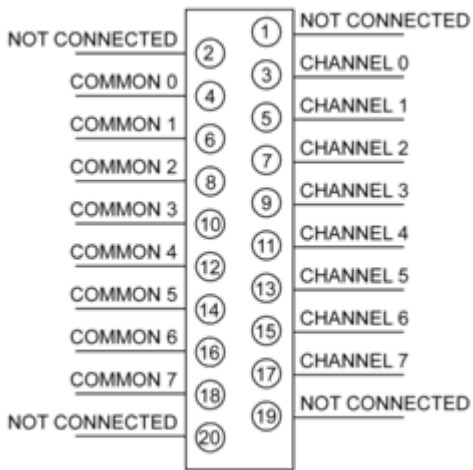 1 NOT CONNECTED
NOT CONNECTED 2
3 CHANNEL 0
COMMON 0 4
5 CHANNEL 1
COMMON 1 6
7 CHANNEL 2
COMMON 2 8
9 CHANNEL 3
COMMON 3 10
11 CHANNEL 4
COMMON 4 12
13 CHANNEL 5
COMMON 5 14
15 CHANNEL 6
COMMON 6 16
17 CHANNEL 7
COMMON 7 18
19 NOT CONNECTED
NOT CONNECTED 20